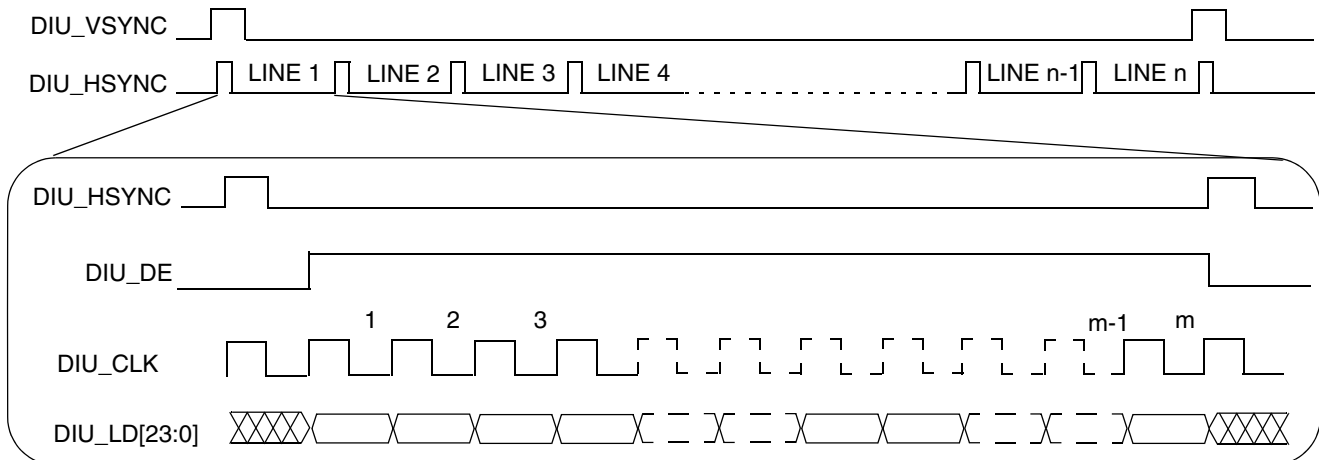 DIU_VSYNC
DIU_HSYNC LINE 1 LINE 2 LINE 3 LINE 4 LINE n-1 LINE n
DIU_HSYNC
DIU_DE
1 2 3 m-1 m
DIU_CLK
DIU_LD[23:0]